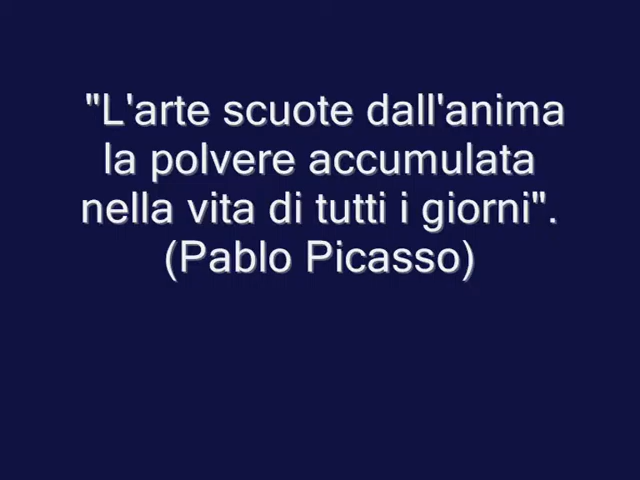 "L'arte scuote dall'anima
la polvere accumulata
nella vita di tutti i giorni".
(Pablo Picasso)